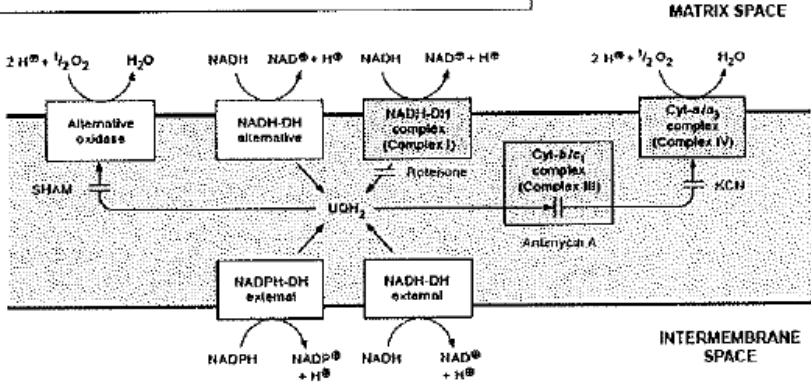 MATRIX SPACE
2 H⊕ + 1/2 O2
H2O
NADH
NAD⊕ + H⊕
NADH
NAD⊕ + H⊕
2 H⊕ + 1/2 O2
H2O
Alternative
oxidase
NADH-DH
alternative
NADH-DH
complex
(Complex I)
Cyt-a/a3
complex
(Complex IV)
SHAM
Rotenone
Cyt-b/c1
complex
(Complex III)
KCN
UQH2
Antimycin A
NADPH-DH
external
NADH-DH
external
NADPH
NADP⊕
+ H⊕
NADH
NAD⊕
+ H⊕
INTERMEMBRANE
SPACE